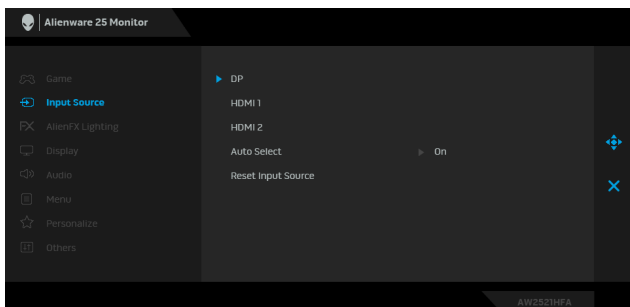 Alienware 25 Monitor
Game
Input Source
AlienFX Lighting
Display
Audio
Menu
Personalize
Others
DP
HDMI 1
HDMI 2
Auto Select On
Reset Input Source
AW2521HFA